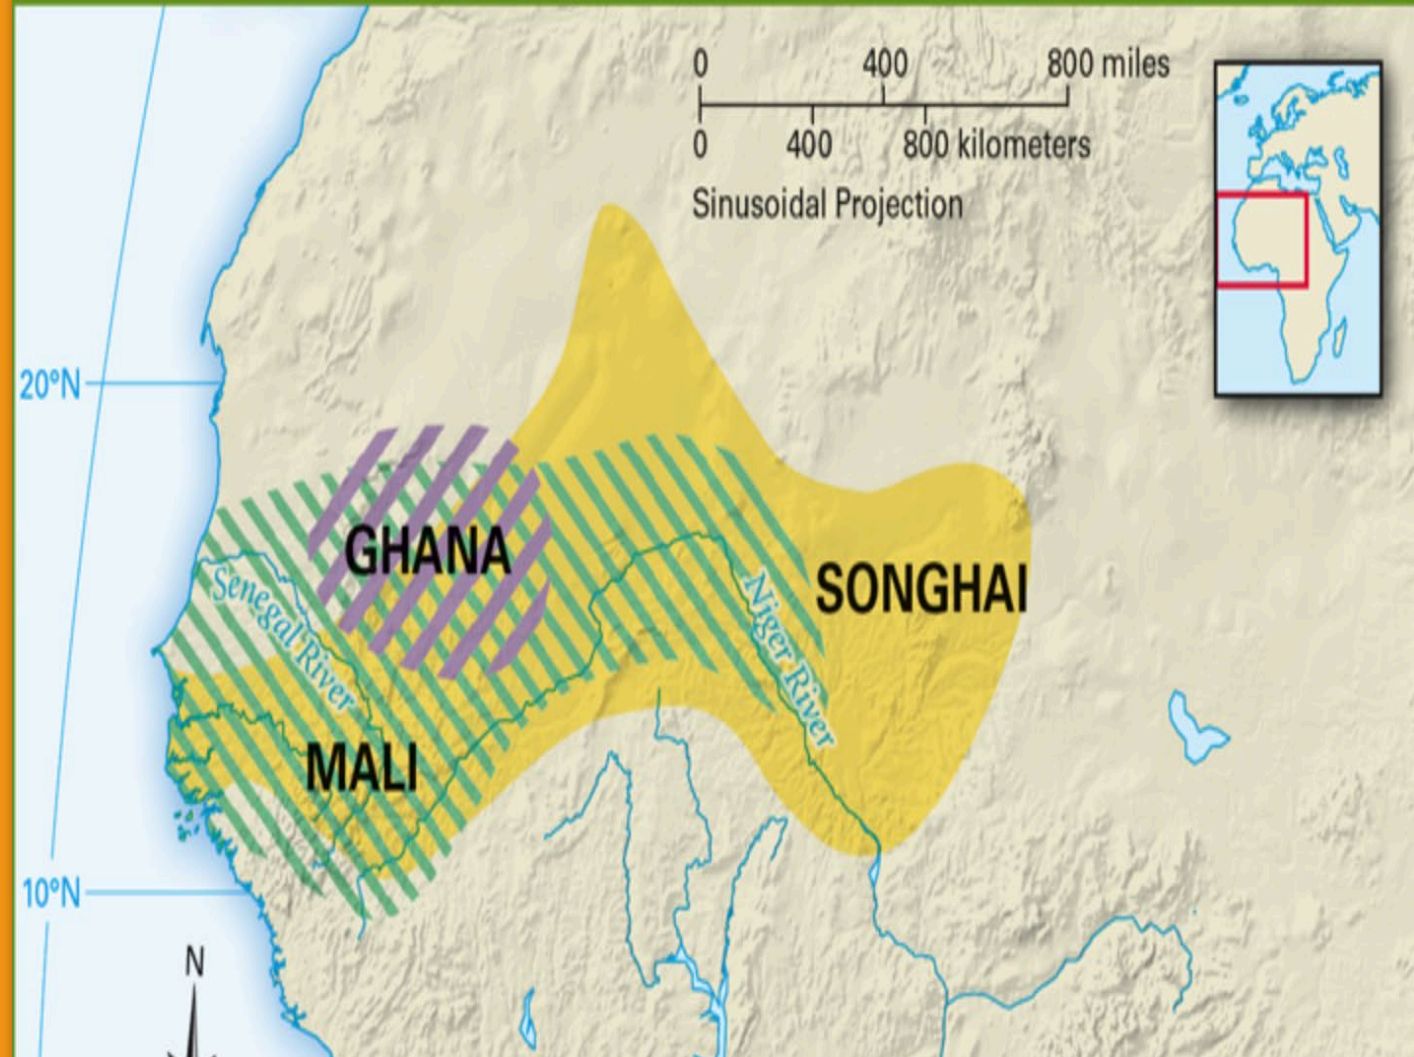 0 400 800 miles
0 400 800 kilometers
Sinusoidal Projection
20°N
GHANA
SONGHAI
Senegal River
Niger River
MALI
10°N
N